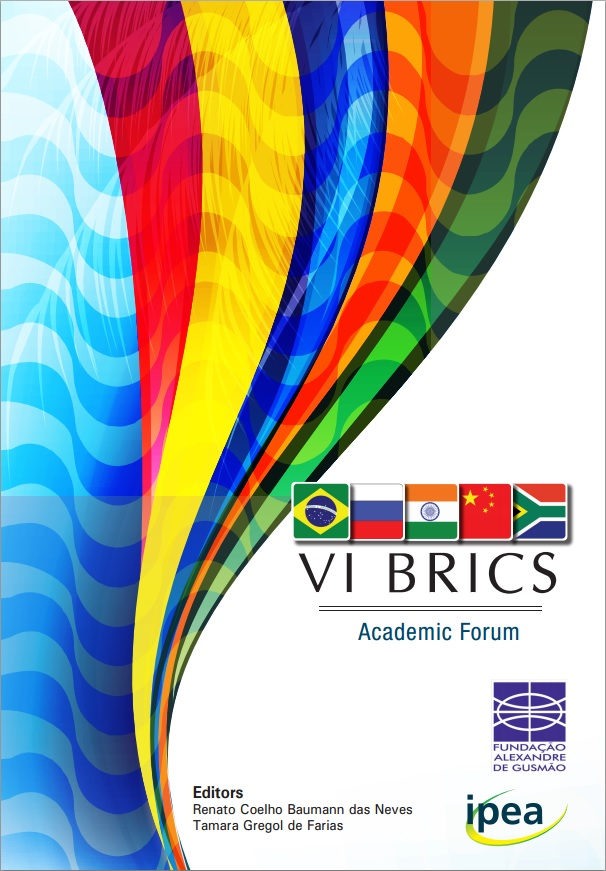 VI BRICS
Academic Forum
FUNDAÇÃO
ALEXANDRE
DE GUSMÃO
Editors
Renato Coelho Baumann das Neves
Tamara Gregol de Farias
ipea